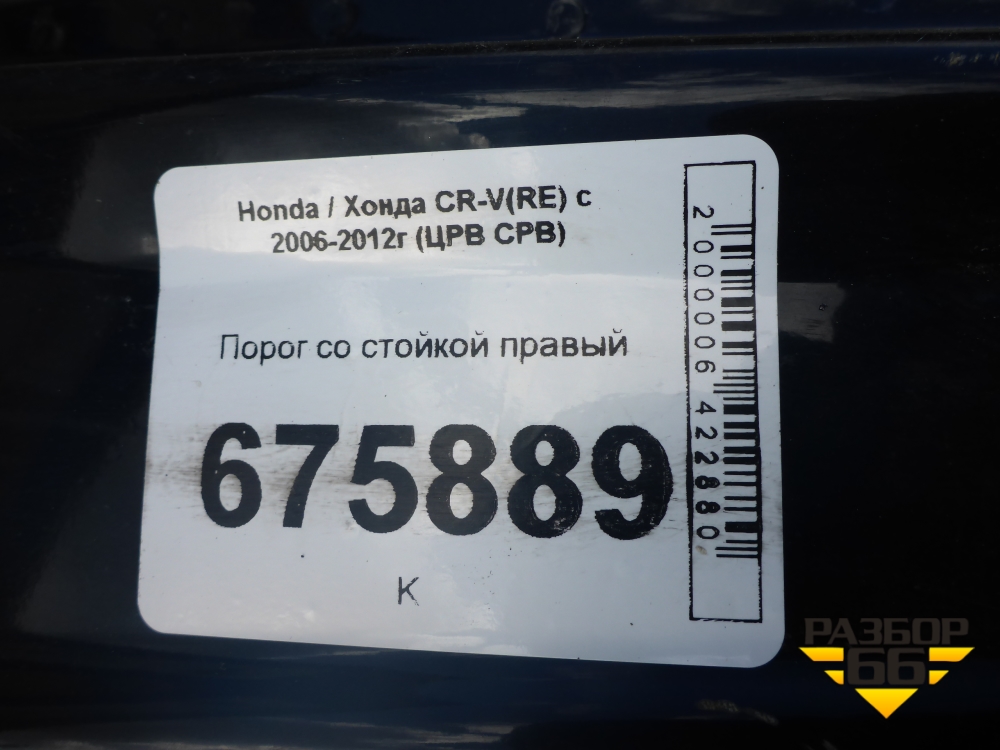 Honda / Хонда CR-V(RE) с
2006-2012г (ЦРВ СРВ)
Порог со стойкой правый
675889
К
2000006422880
РАЗБОР
66